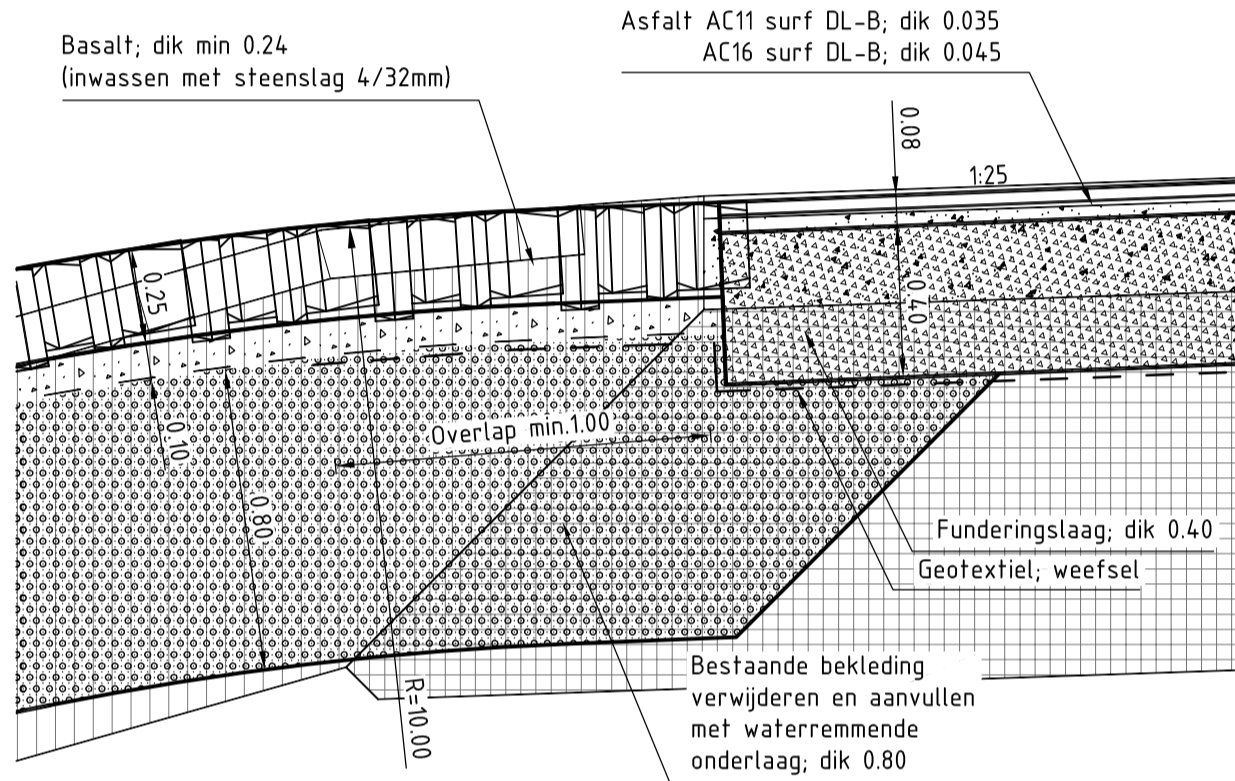 Asfalt AC11 surf DL-B; dik 0.035
AC16 surf DL-B; dik 0.045
Basalt; dik min 0.24
(inwassen met steenslag 4/32mm)
0.08
1:25
0.25
0.40
0.10
Overlap min.1.00
0.80
Funderingslaag; dik 0.40
Geotextiel; weefsel
R=10.00
Bestaande bekleding
verwijderen en aanvullen
met waterremmende
onderlaag; dik 0.80